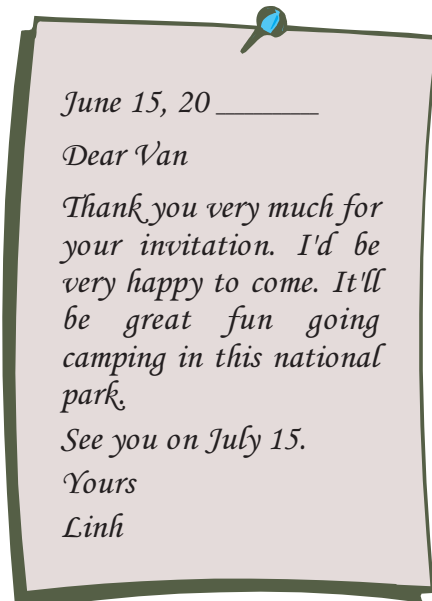 June 15, 20 ______
Dear Van
Thank you very much for
your invitation. I'd be
very happy to come. It'll
be great fun going
camping in this national
park.
See you on July 15.
Yours
Linh